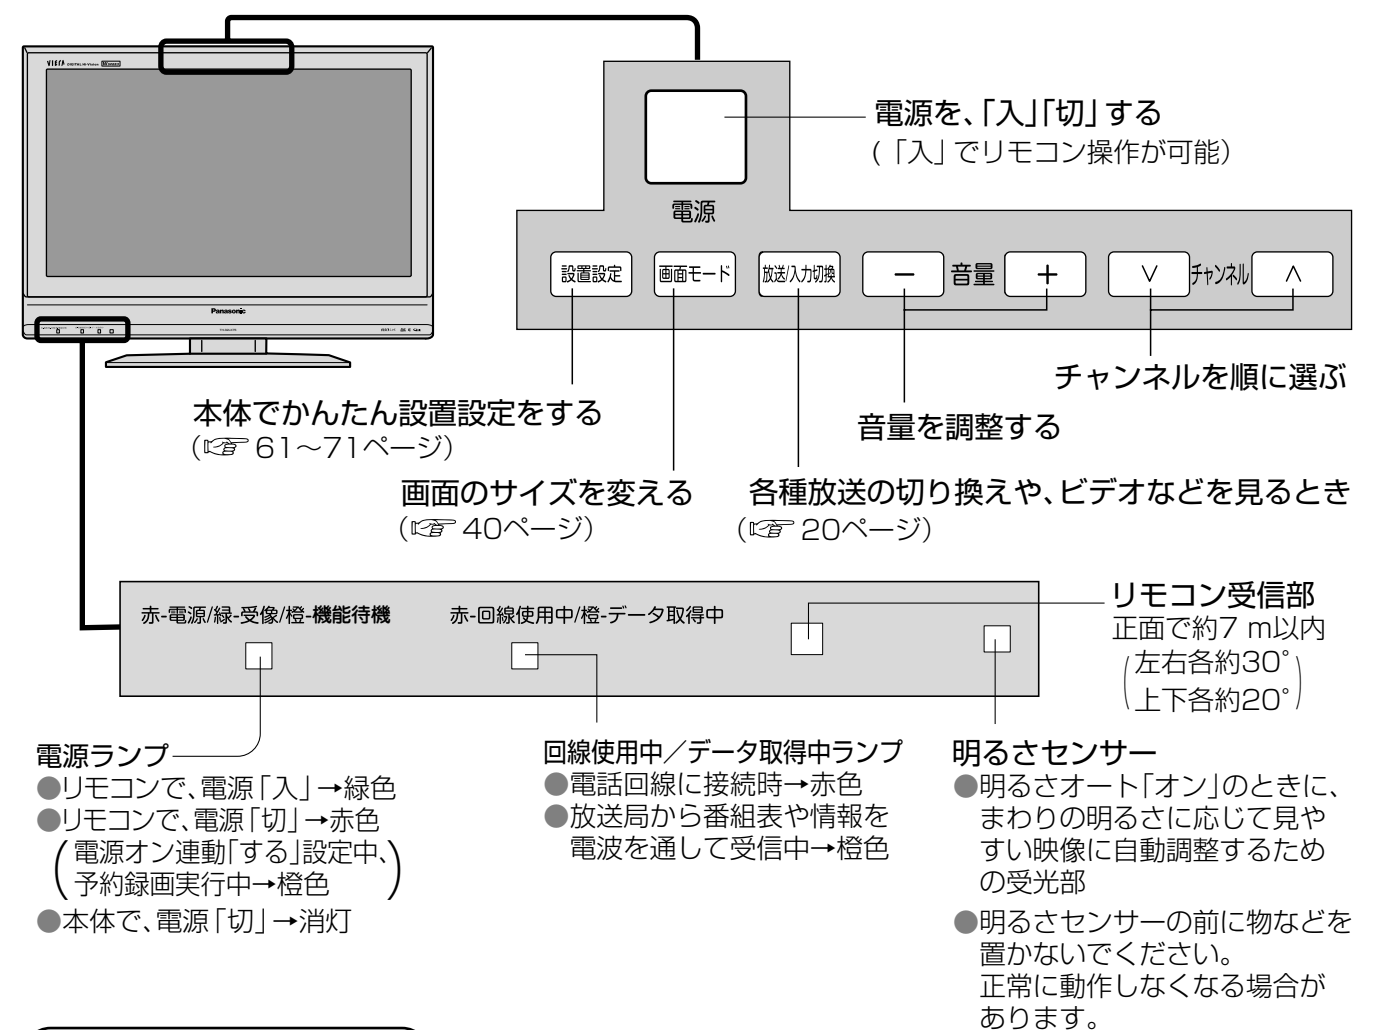 VIERA DIGITAL Hi-Vision
Panasonic
電源を、「入」「切」する
(「入」でリモコン操作が可能)
電源
設置設定
画面モード
放送/入力切換
－ 音量 ＋
∨ チャンネル ∧
チャンネルを順に選ぶ
本体でかんたん設置設定をする
(☞ 61～71ページ)
音量を調整する
画面のサイズを変える
(☞ 40ページ)
各種放送の切り換えや、ビデオなどを見るとき
(☞ 20ページ)
赤-電源/緑-受像/橙-機能待機
赤-回線使用中/橙-データ取得中
リモコン受信部
正面で約7 m以内
(左右各約30°
上下各約20°)
電源ランプ
●リモコンで、電源「入」→緑色
●リモコンで、電源「切」→赤色
(電源オン連動「する」設定中、
予約録画実行中→橙色)
●本体で、電源「切」→消灯
回線使用中／データ取得中ランプ
●電話回線に接続時→赤色
●放送局から番組表や情報を
電波を通して受信中→橙色
明るさセンサー
●明るさオート「オン」のときに、
まわりの明るさに応じて見や
すい映像に自動調整するため
の受光部
●明るさセンサーの前に物などを
置かないでください。
正常に動作しなくなる場合が
あります。